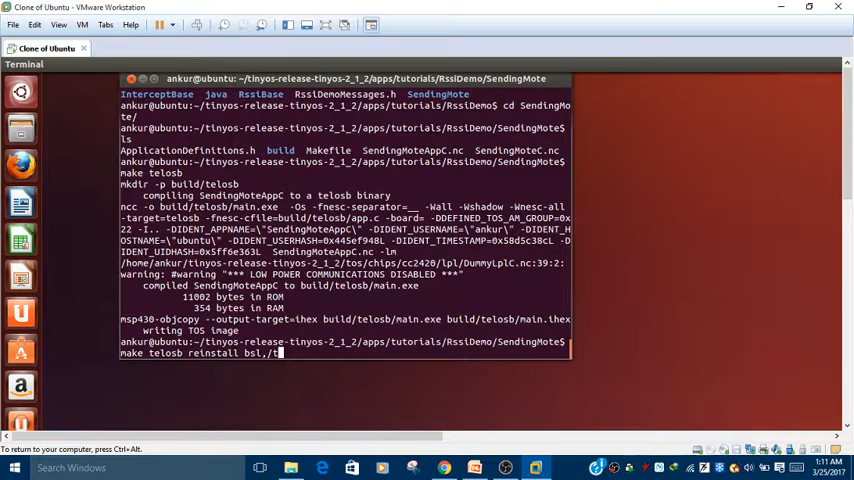 Clone of Ubuntu - VMware Workstation
File Edit View VM Tabs Help
Clone of Ubuntu
Terminal
ankur@ubuntu: ~/tinyos-release-tinyos-2_1_2/apps/tutorials/RssiDemo/SendingMote
InterceptBase java RssiBase RssiDemoMessages.h SendingMote
ankur@ubuntu:~/tinyos-release-tinyos-2_1_2/apps/tutorials/RssiDemo$ cd SendingMo
te/
ankur@ubuntu:~/tinyos-release-tinyos-2_1_2/apps/tutorials/RssiDemo/SendingMote$
ls
ApplicationDefinitions.h build Makefile SendingMoteAppC.nc SendingMoteC.nc
ankur@ubuntu:~/tinyos-release-tinyos-2_1_2/apps/tutorials/RssiDemo/SendingMote$
make telosb
mkdir -p build/telosb
compiling SendingMoteAppC to a telosb binary
ncc -o build/telosb/main.exe -Os -fnesc-separator=__ -Wall -Wshadow -Wnesc-all
-target=telosb -fnesc-cfile=build/telosb/app.c -board= -DDEFINED_TOS_AM_GROUP=0x
22 -I.. -DIDENT_APPNAME=\"SendingMoteAppC\" -DIDENT_USERNAME=\"ankur\" -DIDENT_H
OSTNAME=\"ubuntu\" -DIDENT_USERHASH=0x445ef948L -DIDENT_TIMESTAMP=0x58d5c38cL -D
IDENT_UIDHASH=0x5ff6e363L SendingMoteAppC.nc -lm
/home/ankur/tinyos-release-tinyos-2_1_2/tos/chips/cc2420/lpl/DummyLplC.nc:39:2:
warning: #warning "*** LOW POWER COMMUNICATIONS DISABLED ***"
compiled SendingMoteAppC to build/telosb/main.exe
11002 bytes in ROM
354 bytes in RAM
msp430-objcopy --output-target=ihex build/telosb/main.exe build/telosb/main.ihex
writing TOS image
ankur@ubuntu:~/tinyos-release-tinyos-2_1_2/apps/tutorials/RssiDemo/SendingMote$
make telosb reinstall bsl,/t
To return to your computer, press Ctrl+Alt.
Search Windows
1:11 AM
3/25/2017